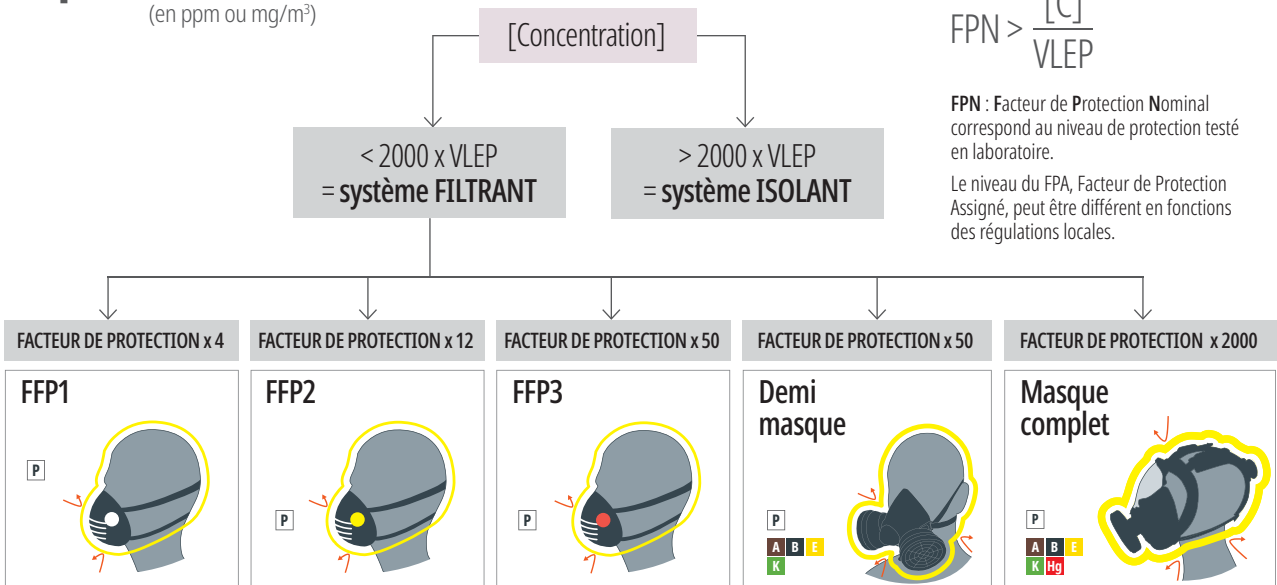 (en ppm ou mg/m³)
[Concentration]
FPN > [C]
VLEP
FPN : Facteur de Protection Nominal
correspond au niveau de protection testé
en laboratoire.
Le niveau du FPA, Facteur de Protection
Assigné, peut être différent en fonctions
des régulations locales.
< 2000 x VLEP
= système FILTRANT
> 2000 x VLEP
= système ISOLANT
FACTEUR DE PROTECTION x 4
FACTEUR DE PROTECTION x 12
FACTEUR DE PROTECTION x 50
FACTEUR DE PROTECTION x 50
FACTEUR DE PROTECTION x 2000
FFP1
P
FFP2
P
FFP3
P
Demi
masque
P
A B E
K
Masque
complet
P
A B E
K Hg